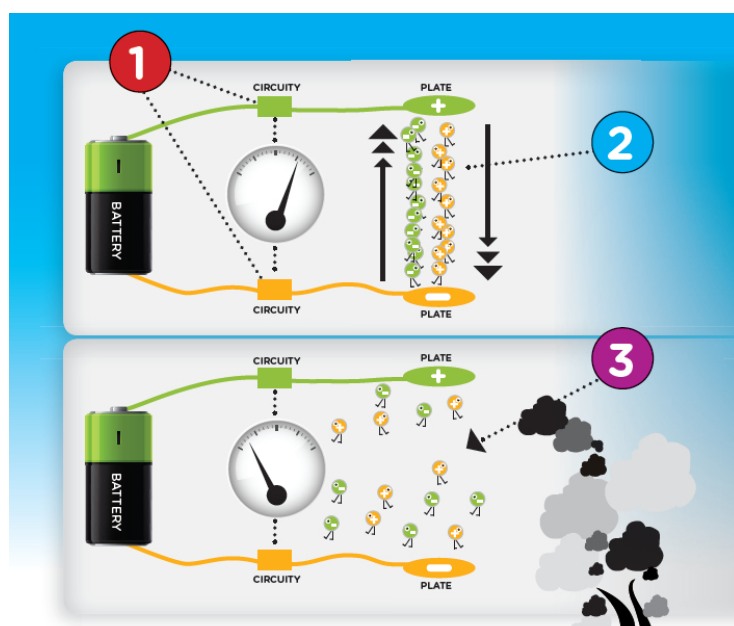 1
CIRCUITY
PLATE
+
2
BATTERY
−
CIRCUITY
PLATE
3
CIRCUITY
PLATE
+
BATTERY
−
CIRCUITY
PLATE